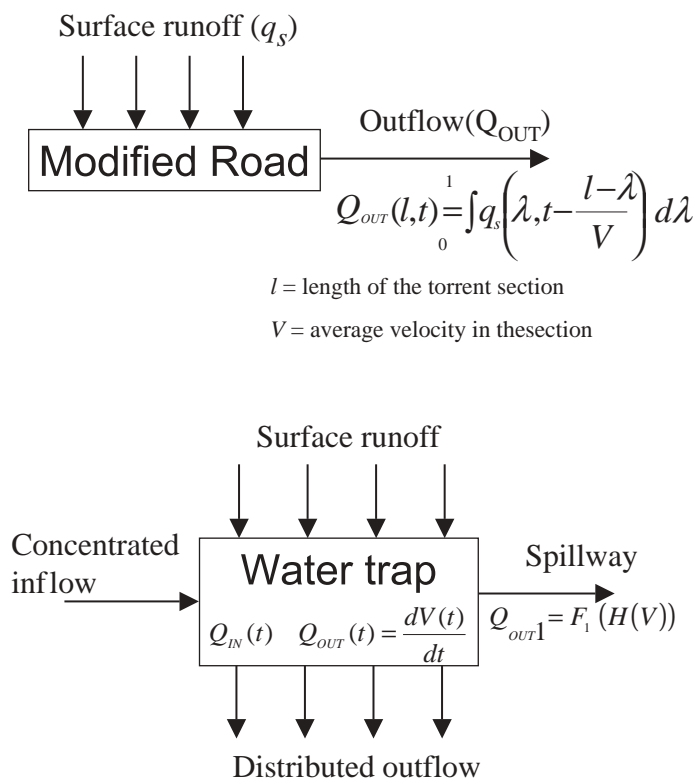 Surface runoff (q_s)
Modified Road
Outflow(Q_OUT)
Q_OUT(l,t) = ∫_0^1 q_s(λ, t − (l−λ)/V) dλ
l = length of the torrent section
V = average velocity in thesection
Surface runoff
Concentrated
inflow
Water trap
Spillway
Q_IN(t) Q_OUT(t) = dV(t)/dt
Q_OUT1 = F_1 (H(V))
Distributed outflow